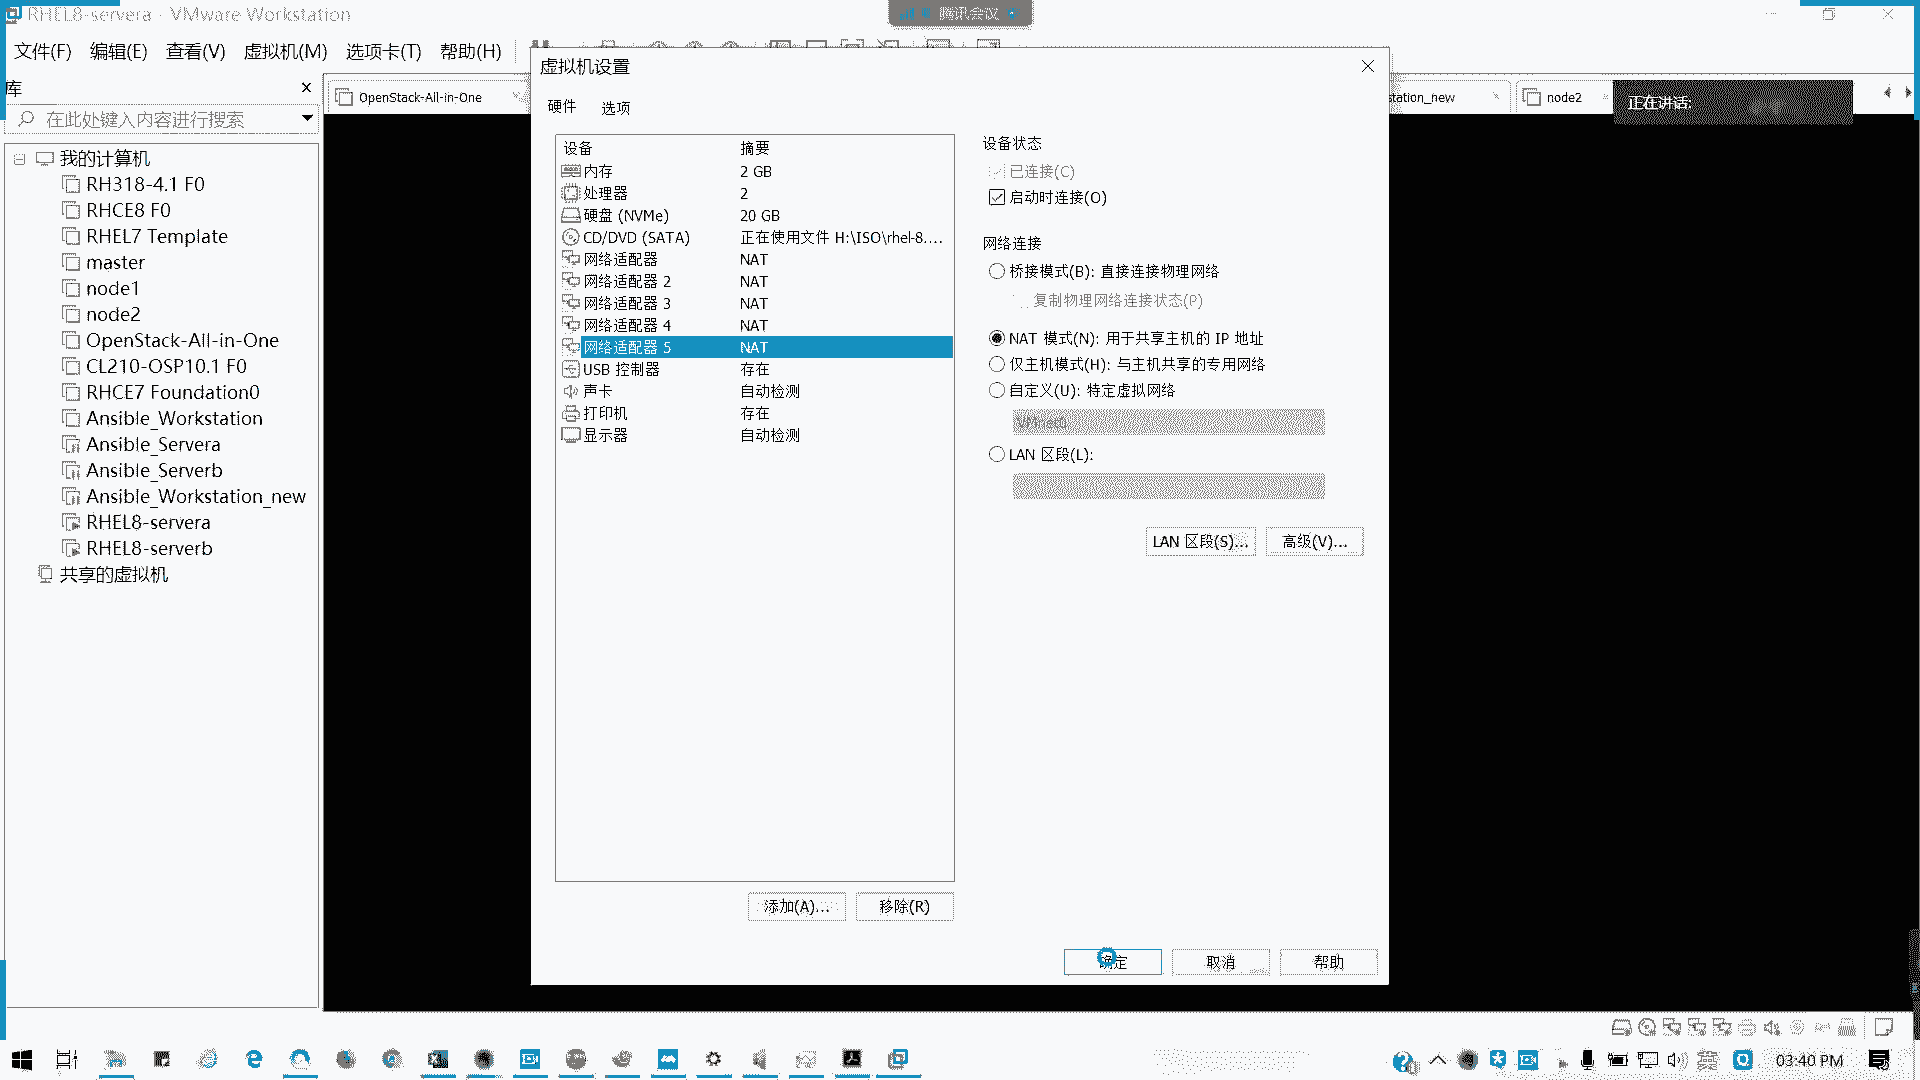 RHEL8-servera - VMware Workstation
腾讯会议
文件(F) 编辑(E) 查看(V) 虚拟机(M) 选项卡(T) 帮助(H)
库
在此处键入内容进行搜索
我的计算机
RH318-4.1 F0
RHCE8 F0
RHEL7 Template
master
node1
node2
OpenStack-All-in-One
CL210-OSP10.1 F0
RHCE7 Foundation0
Ansible_Workstation
Ansible_Servera
Ansible_Serverb
Ansible_Workstation_new
RHEL8-servera
RHEL8-serverb
共享的虚拟机
OpenStack-All-in-One
station_new
node2
正在讲话:
虚拟机设置
硬件 选项
设备 摘要
内存 2 GB
处理器 2
硬盘 (NVMe) 20 GB
CD/DVD (SATA) 正在使用文件 H:\ISO\rhel-8....
网络适配器 NAT
网络适配器 2 NAT
网络适配器 3 NAT
网络适配器 4 NAT
网络适配器 5 NAT
USB 控制器 存在
声卡 自动检测
打印机 存在
显示器 自动检测
添加(A)... 移除(R)
设备状态
已连接(C)
启动时连接(O)
网络连接
桥接模式(B): 直接连接物理网络
复制物理网络连接状态(P)
NAT 模式(N): 用于共享主机的 IP 地址
仅主机模式(H): 与主机共享的专用网络
自定义(U): 特定虚拟网络
LAN 区段(L):
LAN 区段(S)... 高级(V)...
确定 取消 帮助
英
03:40 PM